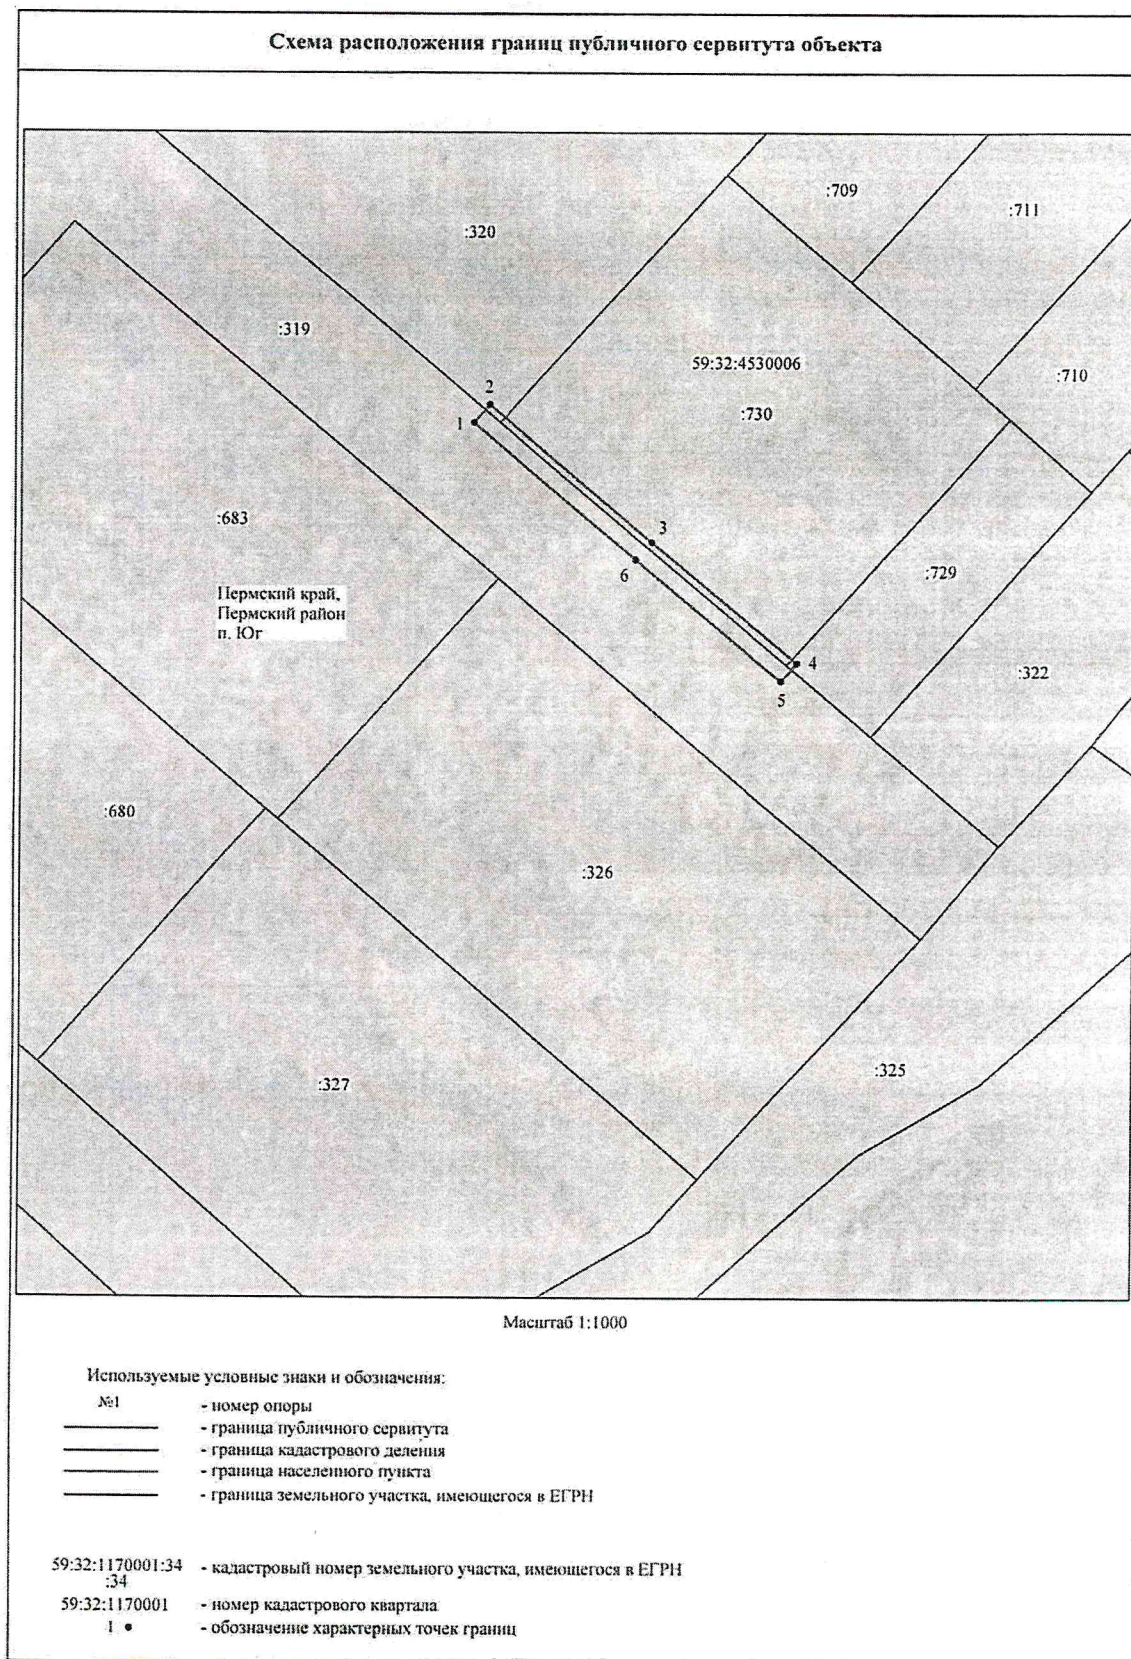 Схема расположения границ публичного сервитута объекта
:709
:711
:320
:319
59:32:4530006
:710
2
:730
1
:683
3
6
:729
Пермский край,
Пермский район
п. Юг
4
:322
5
:680
:326
:325
:327
Масштаб 1:1000
Используемые условные знаки и обозначения:
№1 - номер опоры
- граница публичного сервитута
- граница кадастрового деления
- граница населенного пункта
- граница земельного участка, имеющегося в ЕГРН
59:32:1170001:34 - кадастровый номер земельного участка, имеющегося в ЕГРН
:34
59:32:1170001 - номер кадастрового квартала
1 ● - обозначение характерных точек границ